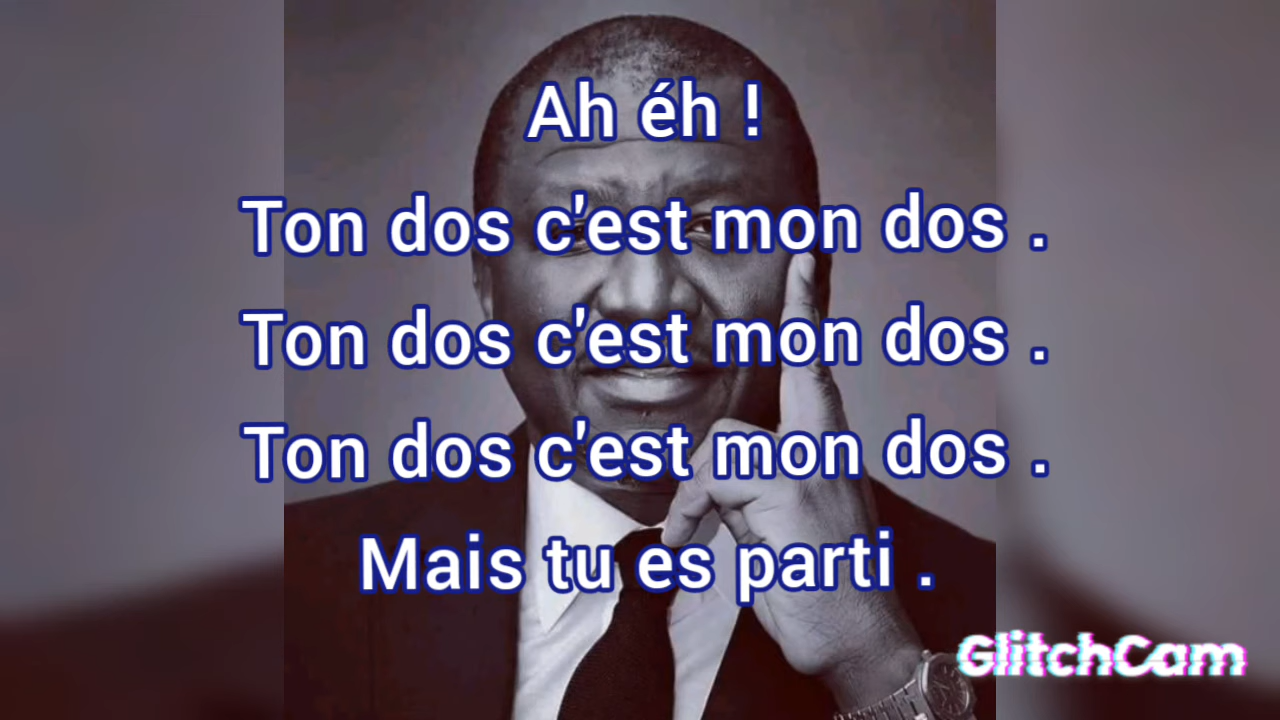 Ah éh !
Ton dos c'est mon dos .
Ton dos c'est mon dos .
Ton dos c'est mon dos .
Mais tu es parti .
GlitchCam